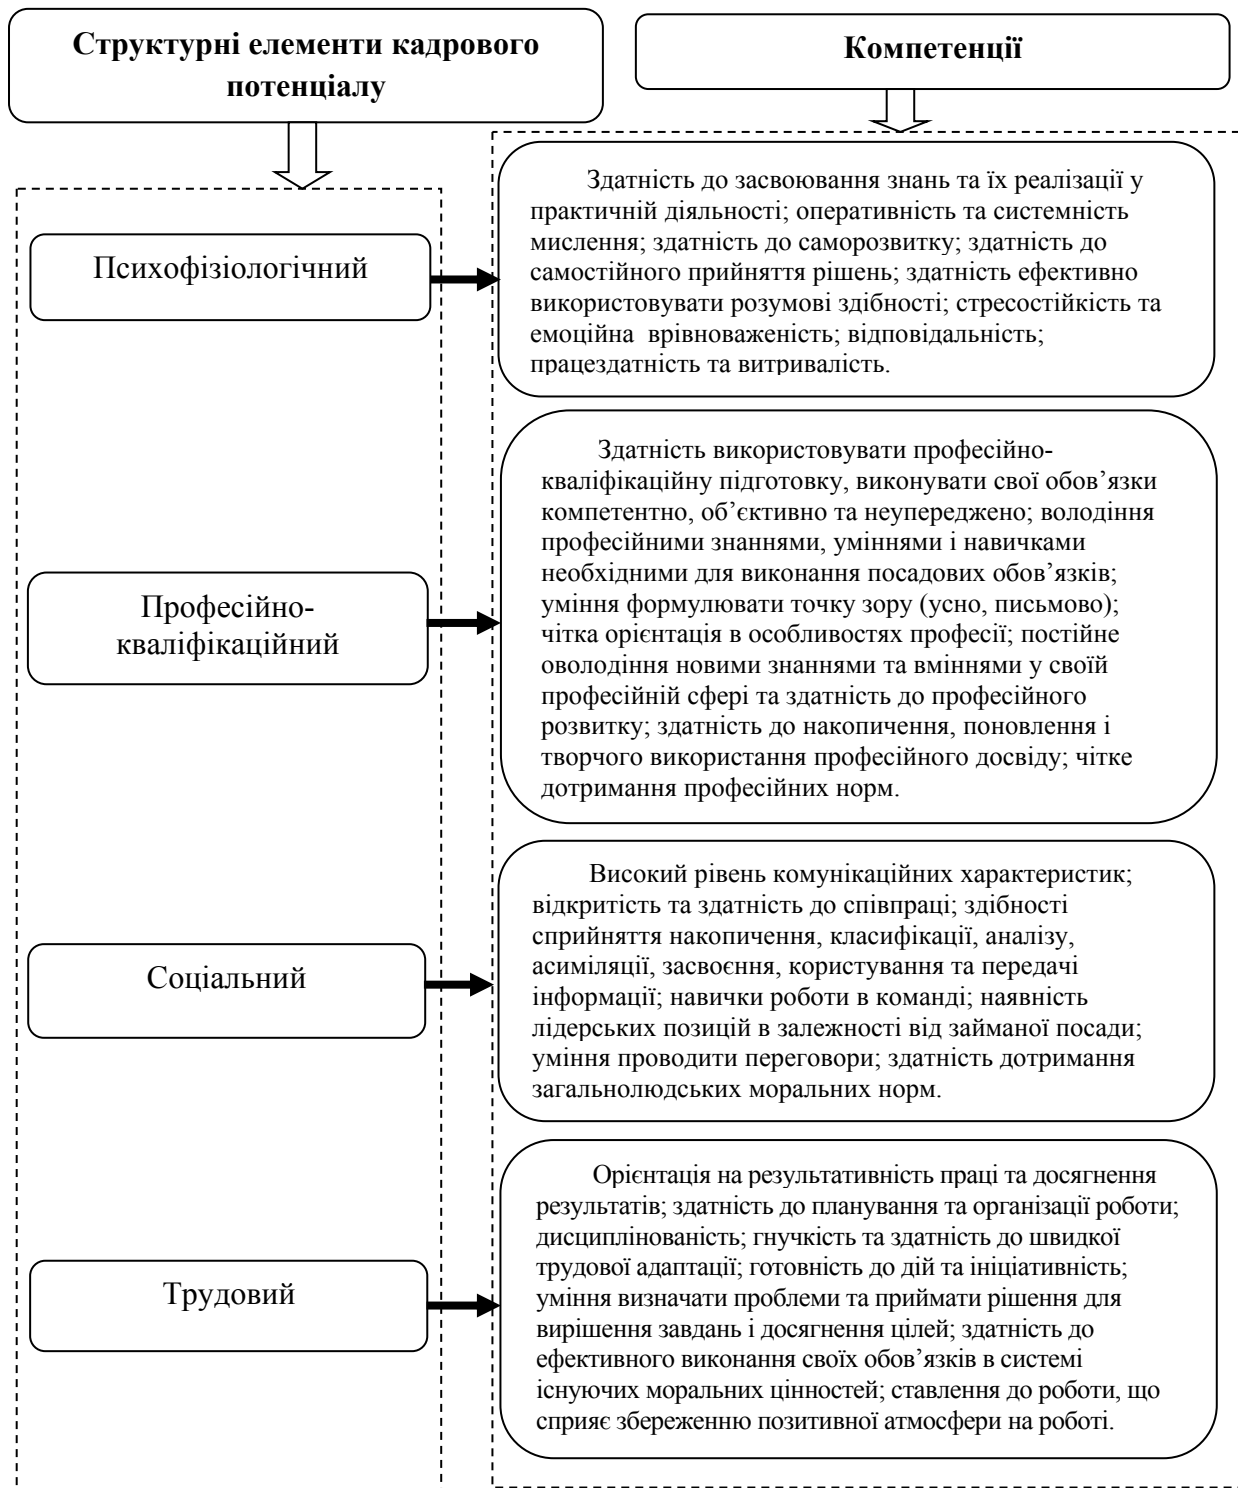 Структурні елементи кадрового
потенціалу
Компетенції
Психофізіологічний
Здатність до засвоювання знань та їх реалізації у
практичній діяльності; оперативність та системність
мислення; здатність до саморозвитку; здатність до
самостійного прийняття рішень; здатність ефективно
використовувати розумові здібності; стресостійкість та
емоційна врівноваженість; відповідальність;
працездатність та витривалість.
Професійно-
кваліфікаційний
Здатність використовувати професійно-
кваліфікаційну підготовку, виконувати свої обов’язки
компетентно, об’єктивно та неупереджено; володіння
професійними знаннями, уміннями і навичками
необхідними для виконання посадових обов’язків;
уміння формулювати точку зору (усно, письмово);
чітка орієнтація в особливостях професії; постійне
оволодіння новими знаннями та вміннями у своїй
професійній сфері та здатність до професійного
розвитку; здатність до накопичення, поновлення і
творчого використання професійного досвіду; чітке
дотримання професійних норм.
Соціальний
Високий рівень комунікаційних характеристик;
відкритість та здатність до співпраці; здібності
сприйняття накопичення, класифікації, аналізу,
асиміляції, засвоєння, користування та передачі
інформації; навички роботи в команді; наявність
лідерських позицій в залежності від займаної посади;
уміння проводити переговори; здатність дотримання
загальнолюдських моральних норм.
Трудовий
Орієнтація на результативність праці та досягнення
результатів; здатність до планування та організації роботи;
дисциплінованість; гнучкість та здатність до швидкої
трудової адаптації; готовність до дій та ініціативність;
уміння визначати проблеми та приймати рішення для
вирішення завдань і досягнення цілей; здатність до
ефективного виконання своїх обов’язків в системі
існуючих моральних цінностей; ставлення до роботи, що
сприяє збереженню позитивної атмосфери на роботі.